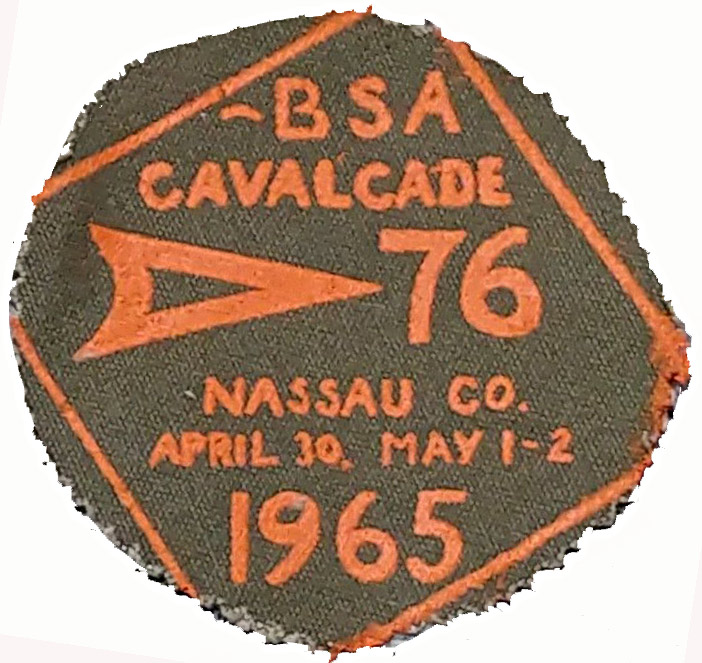 ~BSA
CAVALCADE
76
NASSAU CO.
APRIL 30, MAY 1-2
1965